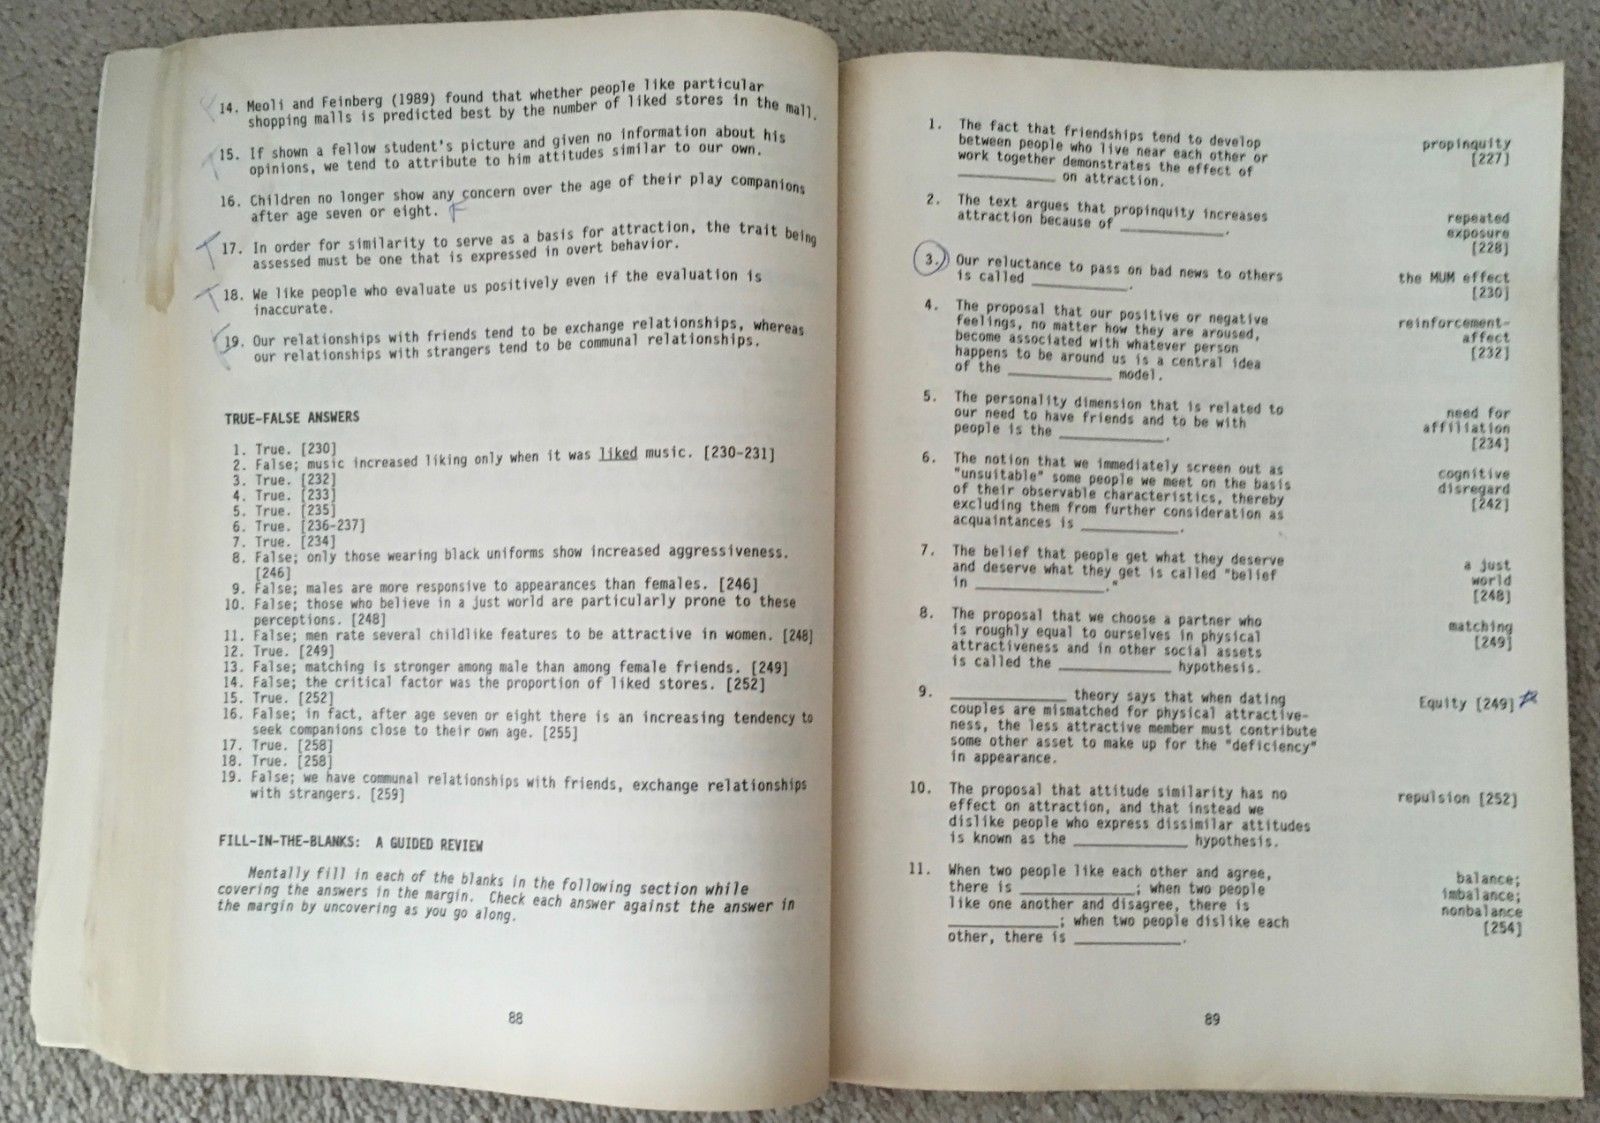 F
14. Meoli and Feinberg (1989) found that whether people like particular
shopping malls is predicted best by the number of liked stores in the mall.
T
15. If shown a fellow student's picture and given no information about his
opinions, we tend to attribute to him attitudes similar to our own.
16. Children no longer show any concern over the age of their play companions
after age seven or eight. F
T
17. In order for similarity to serve as a basis for attraction, the trait being
assessed must be one that is expressed in overt behavior.
T
18. We like people who evaluate us positively even if the evaluation is
inaccurate.
F
19. Our relationships with friends tend to be exchange relationships, whereas
our relationships with strangers tend to be communal relationships.
TRUE-FALSE ANSWERS
1. True. [230]
2. False; music increased liking only when it was liked music. [230-231]
3. True. [232]
4. True. [233]
5. True. [235]
6. True. [236-237]
7. True. [234]
8. False; only those wearing black uniforms show increased aggressiveness.
[246]
9. False; males are more responsive to appearances than females. [246]
10. False; those who believe in a just world are particularly prone to these
perceptions. [248]
11. False; men rate several childlike features to be attractive in women. [248]
12. True. [249]
13. False; matching is stronger among male than among female friends. [249]
14. False; the critical factor was the proportion of liked stores. [252]
15. True. [252]
16. False; in fact, after age seven or eight there is an increasing tendency to
seek companions close to their own age. [255]
17. True. [258]
18. True. [258]
19. False; we have communal relationships with friends, exchange relationships
with strangers. [259]
FILL-IN-THE-BLANKS: A GUIDED REVIEW
Mentally fill in each of the blanks in the following section while
covering the answers in the margin. Check each answer against the answer in
the margin by uncovering as you go along.
88
1. The fact that friendships tend to develop
between people who live near each other or
work together demonstrates the effect of
____________ on attraction.
propinquity
[227]
2. The text argues that propinquity increases
attraction because of ____________.
repeated
exposure
[228]
3. Our reluctance to pass on bad news to others
is called ____________.
the MUM effect
[230]
4. The proposal that our positive or negative
feelings, no matter how they are aroused,
become associated with whatever person
happens to be around us is a central idea
of the ____________ model.
reinforcement-
affect
[232]
5. The personality dimension that is related to
our need to have friends and to be with
people is the ____________.
need for
affiliation
[234]
6. The notion that we immediately screen out as
"unsuitable" some people we meet on the basis
of their observable characteristics, thereby
excluding them from further consideration as
acquaintances is ____________.
cognitive
disregard
[242]
7. The belief that people get what they deserve
and deserve what they get is called "belief
in ____________."
a just
world
[248]
8. The proposal that we choose a partner who
is roughly equal to ourselves in physical
attractiveness and in other social assets
is called the ____________ hypothesis.
matching
[249]
9. ____________ theory says that when dating
couples are mismatched for physical attractive-
ness, the less attractive member must contribute
some other asset to make up for the "deficiency"
in appearance.
Equity [249]
10. The proposal that attitude similarity has no
effect on attraction, and that instead we
dislike people who express dissimilar attitudes
is known as the ____________ hypothesis.
repulsion [252]
11. When two people like each other and agree,
there is ____________; when two people
like one another and disagree, there is
____________; when two people dislike each
other, there is ____________.
balance;
imbalance;
nonbalance
[254]
89